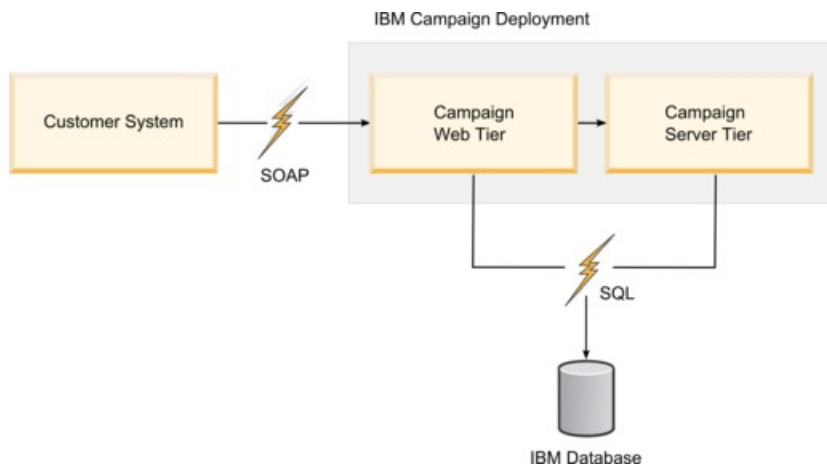 IBM Campaign Deployment
Customer System
SOAP
Campaign
Web Tier
Campaign
Server Tier
SQL
IBM Database